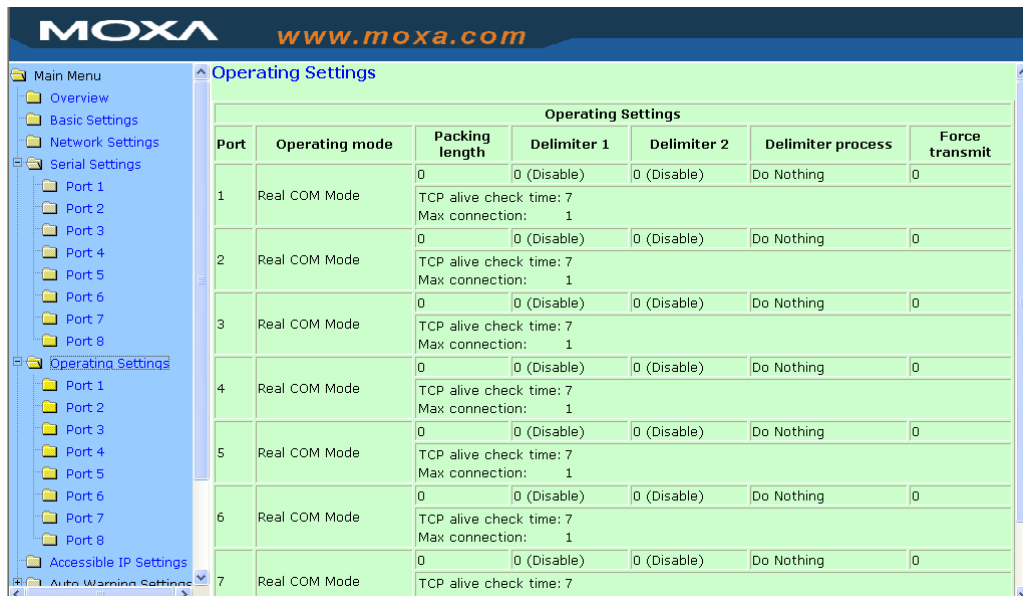 MOXA www.moxa.com
Main Menu
Overview
Basic Settings
Network Settings
Serial Settings
Port 1
Port 2
Port 3
Port 4
Port 5
Port 6
Port 7
Port 8
Operating Settings
Port 1
Port 2
Port 3
Port 4
Port 5
Port 6
Port 7
Port 8
Accessible IP Settings
Auto Warning Settings
Operating Settings
Operating Settings
Port Operating mode Packing length Delimiter 1 Delimiter 2 Delimiter process Force transmit
1 Real COM Mode 0 0 (Disable) 0 (Disable) Do Nothing 0
TCP alive check time: 7
Max connection: 1
2 Real COM Mode 0 0 (Disable) 0 (Disable) Do Nothing 0
TCP alive check time: 7
Max connection: 1
3 Real COM Mode 0 0 (Disable) 0 (Disable) Do Nothing 0
TCP alive check time: 7
Max connection: 1
4 Real COM Mode 0 0 (Disable) 0 (Disable) Do Nothing 0
TCP alive check time: 7
Max connection: 1
5 Real COM Mode 0 0 (Disable) 0 (Disable) Do Nothing 0
TCP alive check time: 7
Max connection: 1
6 Real COM Mode 0 0 (Disable) 0 (Disable) Do Nothing 0
TCP alive check time: 7
Max connection: 1
7 Real COM Mode 0 0 (Disable) 0 (Disable) Do Nothing 0
TCP alive check time: 7